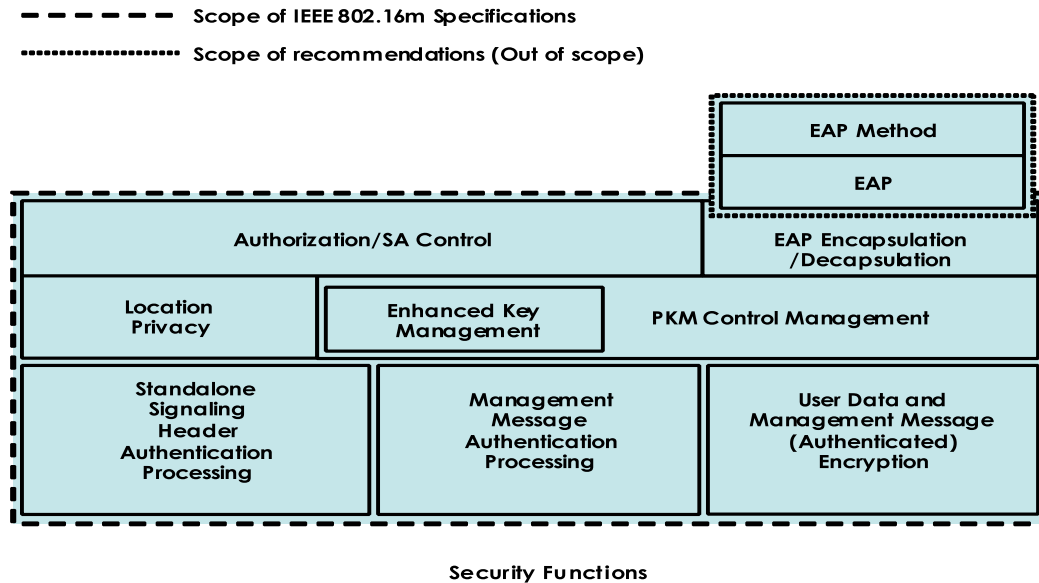 Scope of IEEE 802.16m Specifications
Scope of recommendations (Out of scope)
EAP Method
EAP
Authorization/SA Control
EAP Encapsulation
/Decapsulation
Location
Privacy
Enhanced Key
Management
PKM Control Management
Standalone
Signaling
Header
Authentication
Processing
Management
Message
Authentication
Processing
User Data and
Management Message
(Authenticated)
Encryption
Security Functions